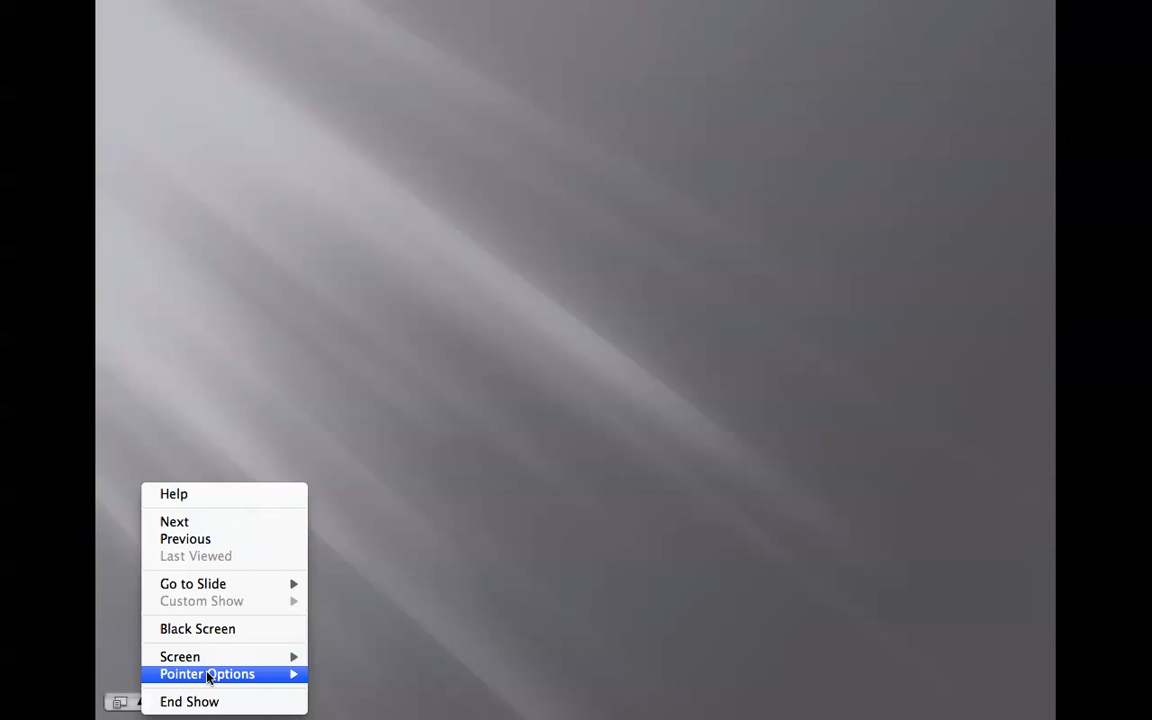 Help
Next
Previous
Last Viewed
Go to Slide
Custom Show
Black Screen
Screen
Pointer Options
End Show